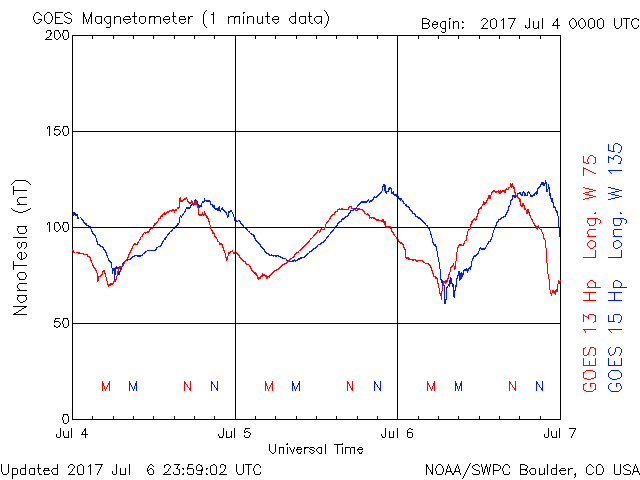 GOES Magnetometer (1 minute data)
Begin: 2017 Jul 4 0000 UTC
200
150
100
50
0
NanoTesla (nT)
M M N N M M N N M M N N
Jul 4 Jul 5 Jul 6 Jul 7
Universal Time
GOES 13 Hp Long. W 75
GOES 15 Hp Long. W 135
Updated 2017 Jul 6 23:59:02 UTC
NOAA/SWPC Boulder, CO USA